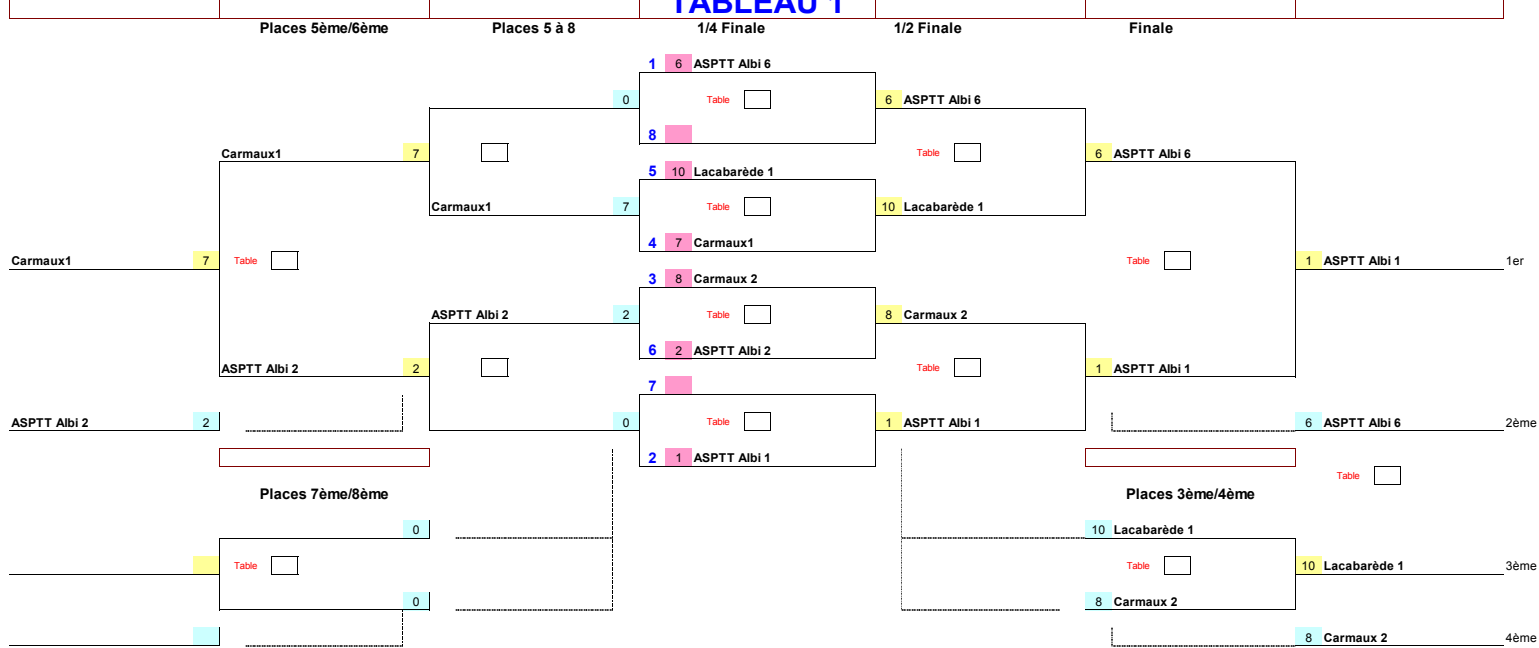 TABLEAU 1
Places 5ème/6ème Places 5 à 8 1/4 Finale 1/2 Finale Finale
1 6 ASPTT Albi 6
0 Table 6 ASPTT Albi 6
8
Carmaux1 7 Table 6 ASPTT Albi 6
5 10 Lacabarède 1
Carmaux1 7 Table 10 Lacabarède 1
4 7 Carmaux1
Carmaux1 7 Table Table 1 ASPTT Albi 1 1er
3 8 Carmaux 2
ASPTT Albi 2 2 Table 8 Carmaux 2
6 2 ASPTT Albi 2
ASPTT Albi 2 2 Table 1 ASPTT Albi 1
7
ASPTT Albi 2 2 0 Table 1 ASPTT Albi 1 6 ASPTT Albi 6 2ème
2 1 ASPTT Albi 1
Table
Places 7ème/8ème Places 3ème/4ème
0 10 Lacabarède 1
Table Table 10 Lacabarède 1 3ème
0 8 Carmaux 2
8 Carmaux 2 4ème